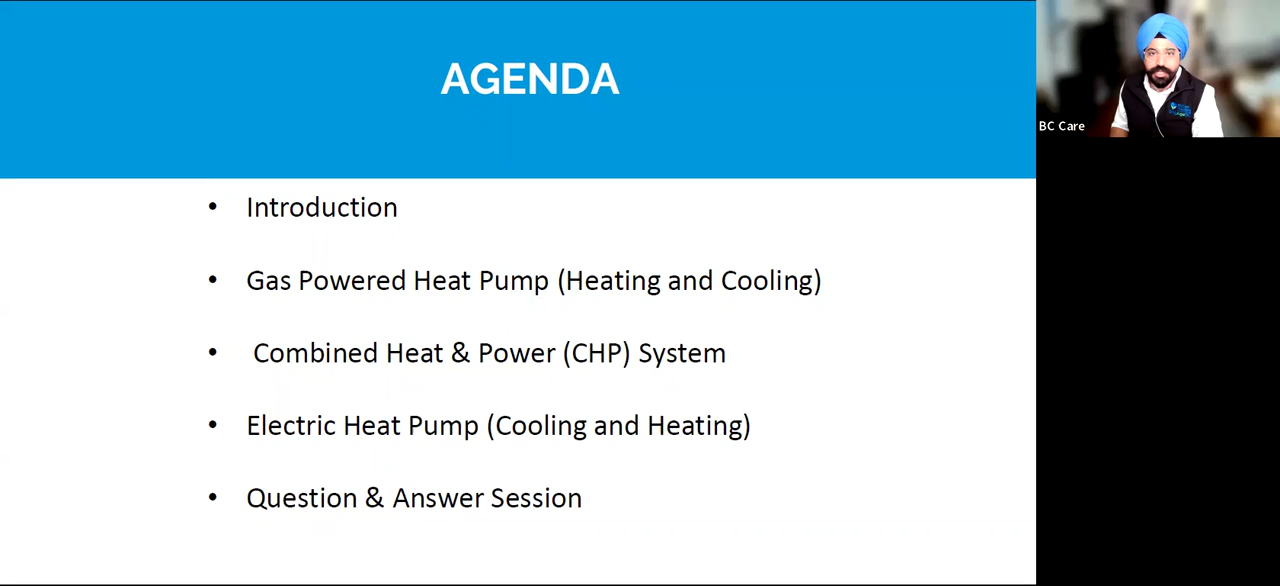 AGENDA
BC Care
• Introduction
• Gas Powered Heat Pump (Heating and Cooling)
• Combined Heat & Power (CHP) System
• Electric Heat Pump (Cooling and Heating)
• Question & Answer Session